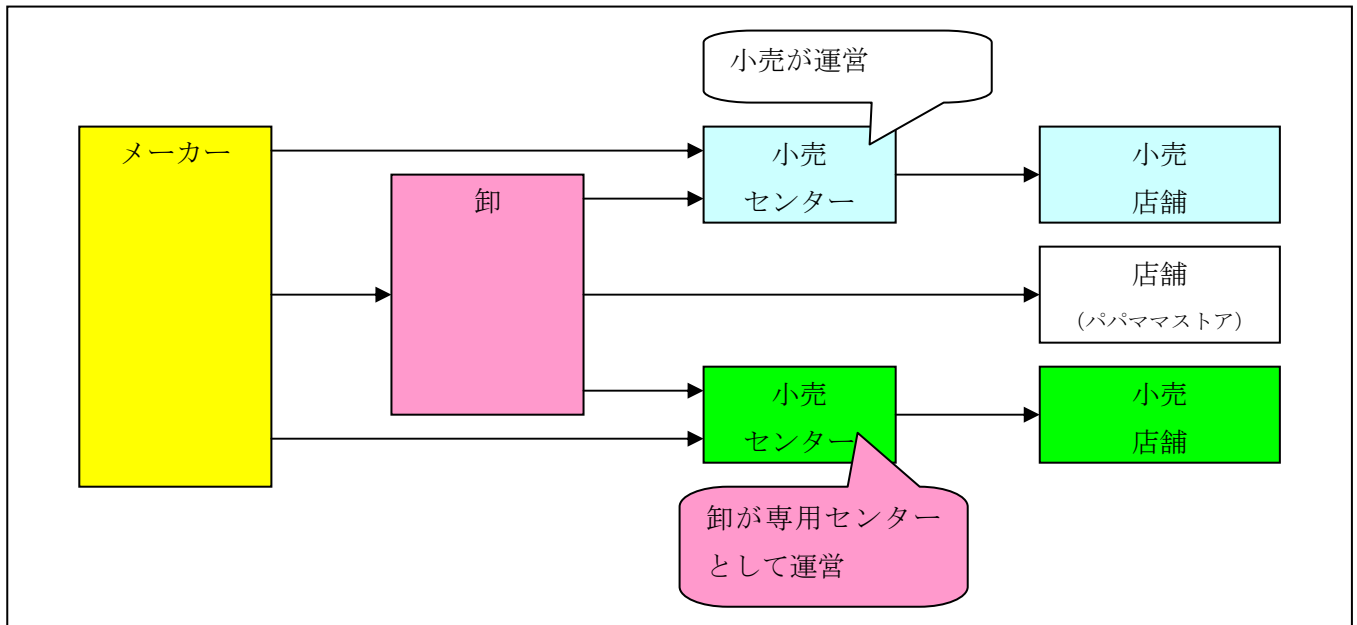 小売が運営
メーカー
卸
小売
センター
小売
店舗
店舗
（パパママストア）
小売
センター
小売
店舗
卸が専用センター
として運営